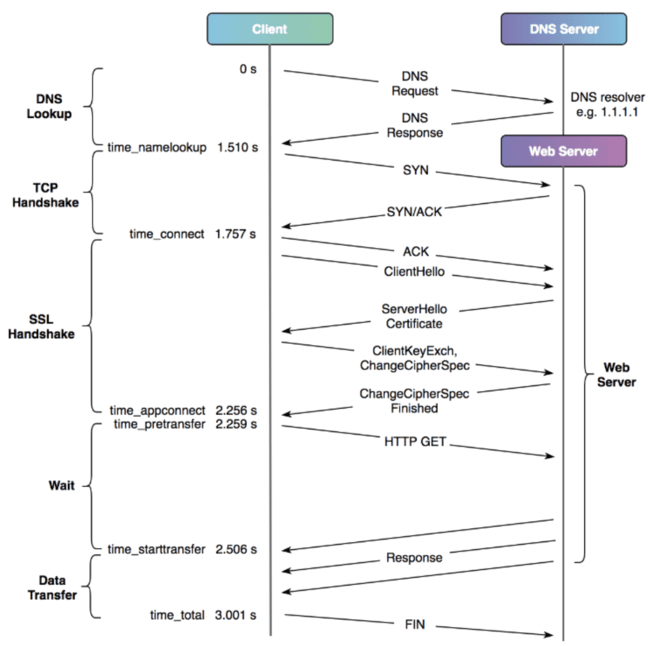 Client
DNS Server
0 s
DNS
Request
DNS
Lookup
DNS resolver
e.g. 1.1.1.1
DNS
Response
time_namelookup 1.510 s
Web Server
SYN
TCP
Handshake
SYN/ACK
time_connect 1.757 s
ACK
ClientHello
SSL
Handshake
ServerHello
Certificate
ClientKeyExch,
ChangeCipherSpec
Web
Server
ChangeCipherSpec
Finished
time_appconnect 2.256 s
time_pretransfer 2.259 s
HTTP GET
Wait
time_starttransfer 2.506 s
Response
Data
Transfer
time_total 3.001 s
FIN